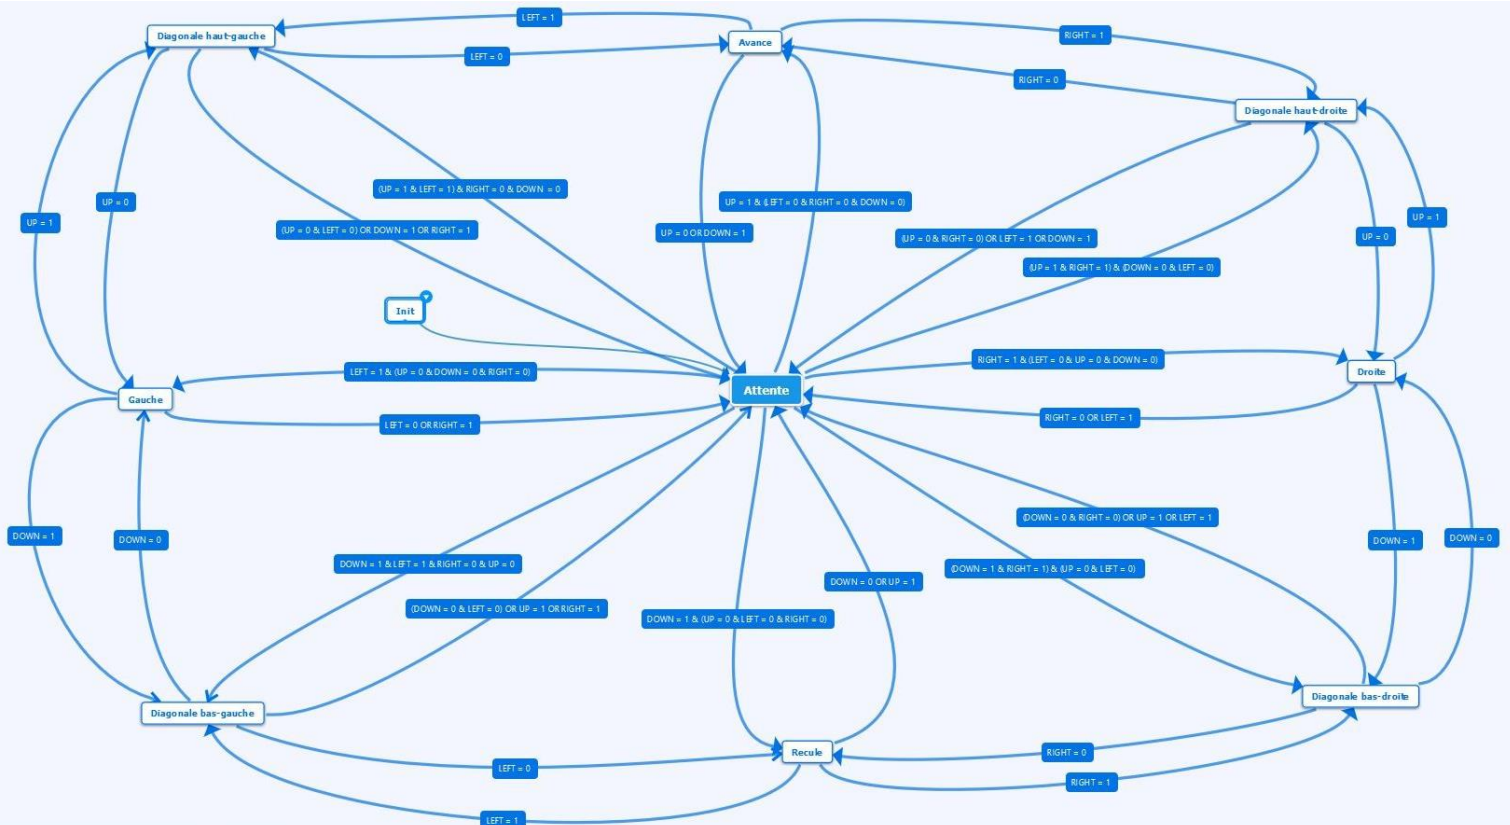 LEFT = 1
Diagonale haut-gauche
RIGHT = 1
Avance
LEFT = 0
RIGHT = 0
Diagonale haut-droite
(UP = 1 & LEFT = 1) & RIGHT = 0 & DOWN = 0
UP = 0
UP = 1 & (LEFT = 0 & RIGHT = 0 & DOWN = 0)
UP = 1
UP = 1
(UP = 0 & LEFT = 0) OR DOWN = 1 OR RIGHT = 1
UP = 0 OR DOWN = 1
(UP = 0 & RIGHT = 0) OR LEFT = 1 OR DOWN = 1
UP = 0
(UP = 1 & RIGHT = 1) & (DOWN = 0 & LEFT = 0)
Init
RIGHT = 1 & (LEFT = 0 & UP = 0 & DOWN = 0)
LEFT = 1 & (UP = 0 & DOWN = 0 & RIGHT = 0)
Droite
Attente
Gauche
RIGHT = 0 OR LEFT = 1
LEFT = 0 OR RIGHT = 1
(DOWN = 0 & RIGHT = 0) OR UP = 1 OR LEFT = 1
DOWN = 1
DOWN = 0
DOWN = 1
DOWN = 0
DOWN = 1 & LEFT = 1 & RIGHT = 0 & UP = 0
(DOWN = 1 & RIGHT = 1) & (UP = 0 & LEFT = 0)
DOWN = 0 OR UP = 1
(DOWN = 0 & LEFT = 0) OR UP = 1 OR RIGHT = 1
DOWN = 1 & (UP = 0 & LEFT = 0 & RIGHT = 0)
Diagonale bas-droite
Diagonale bas-gauche
Recule
RIGHT = 0
LEFT = 0
RIGHT = 1
LEFT = 1